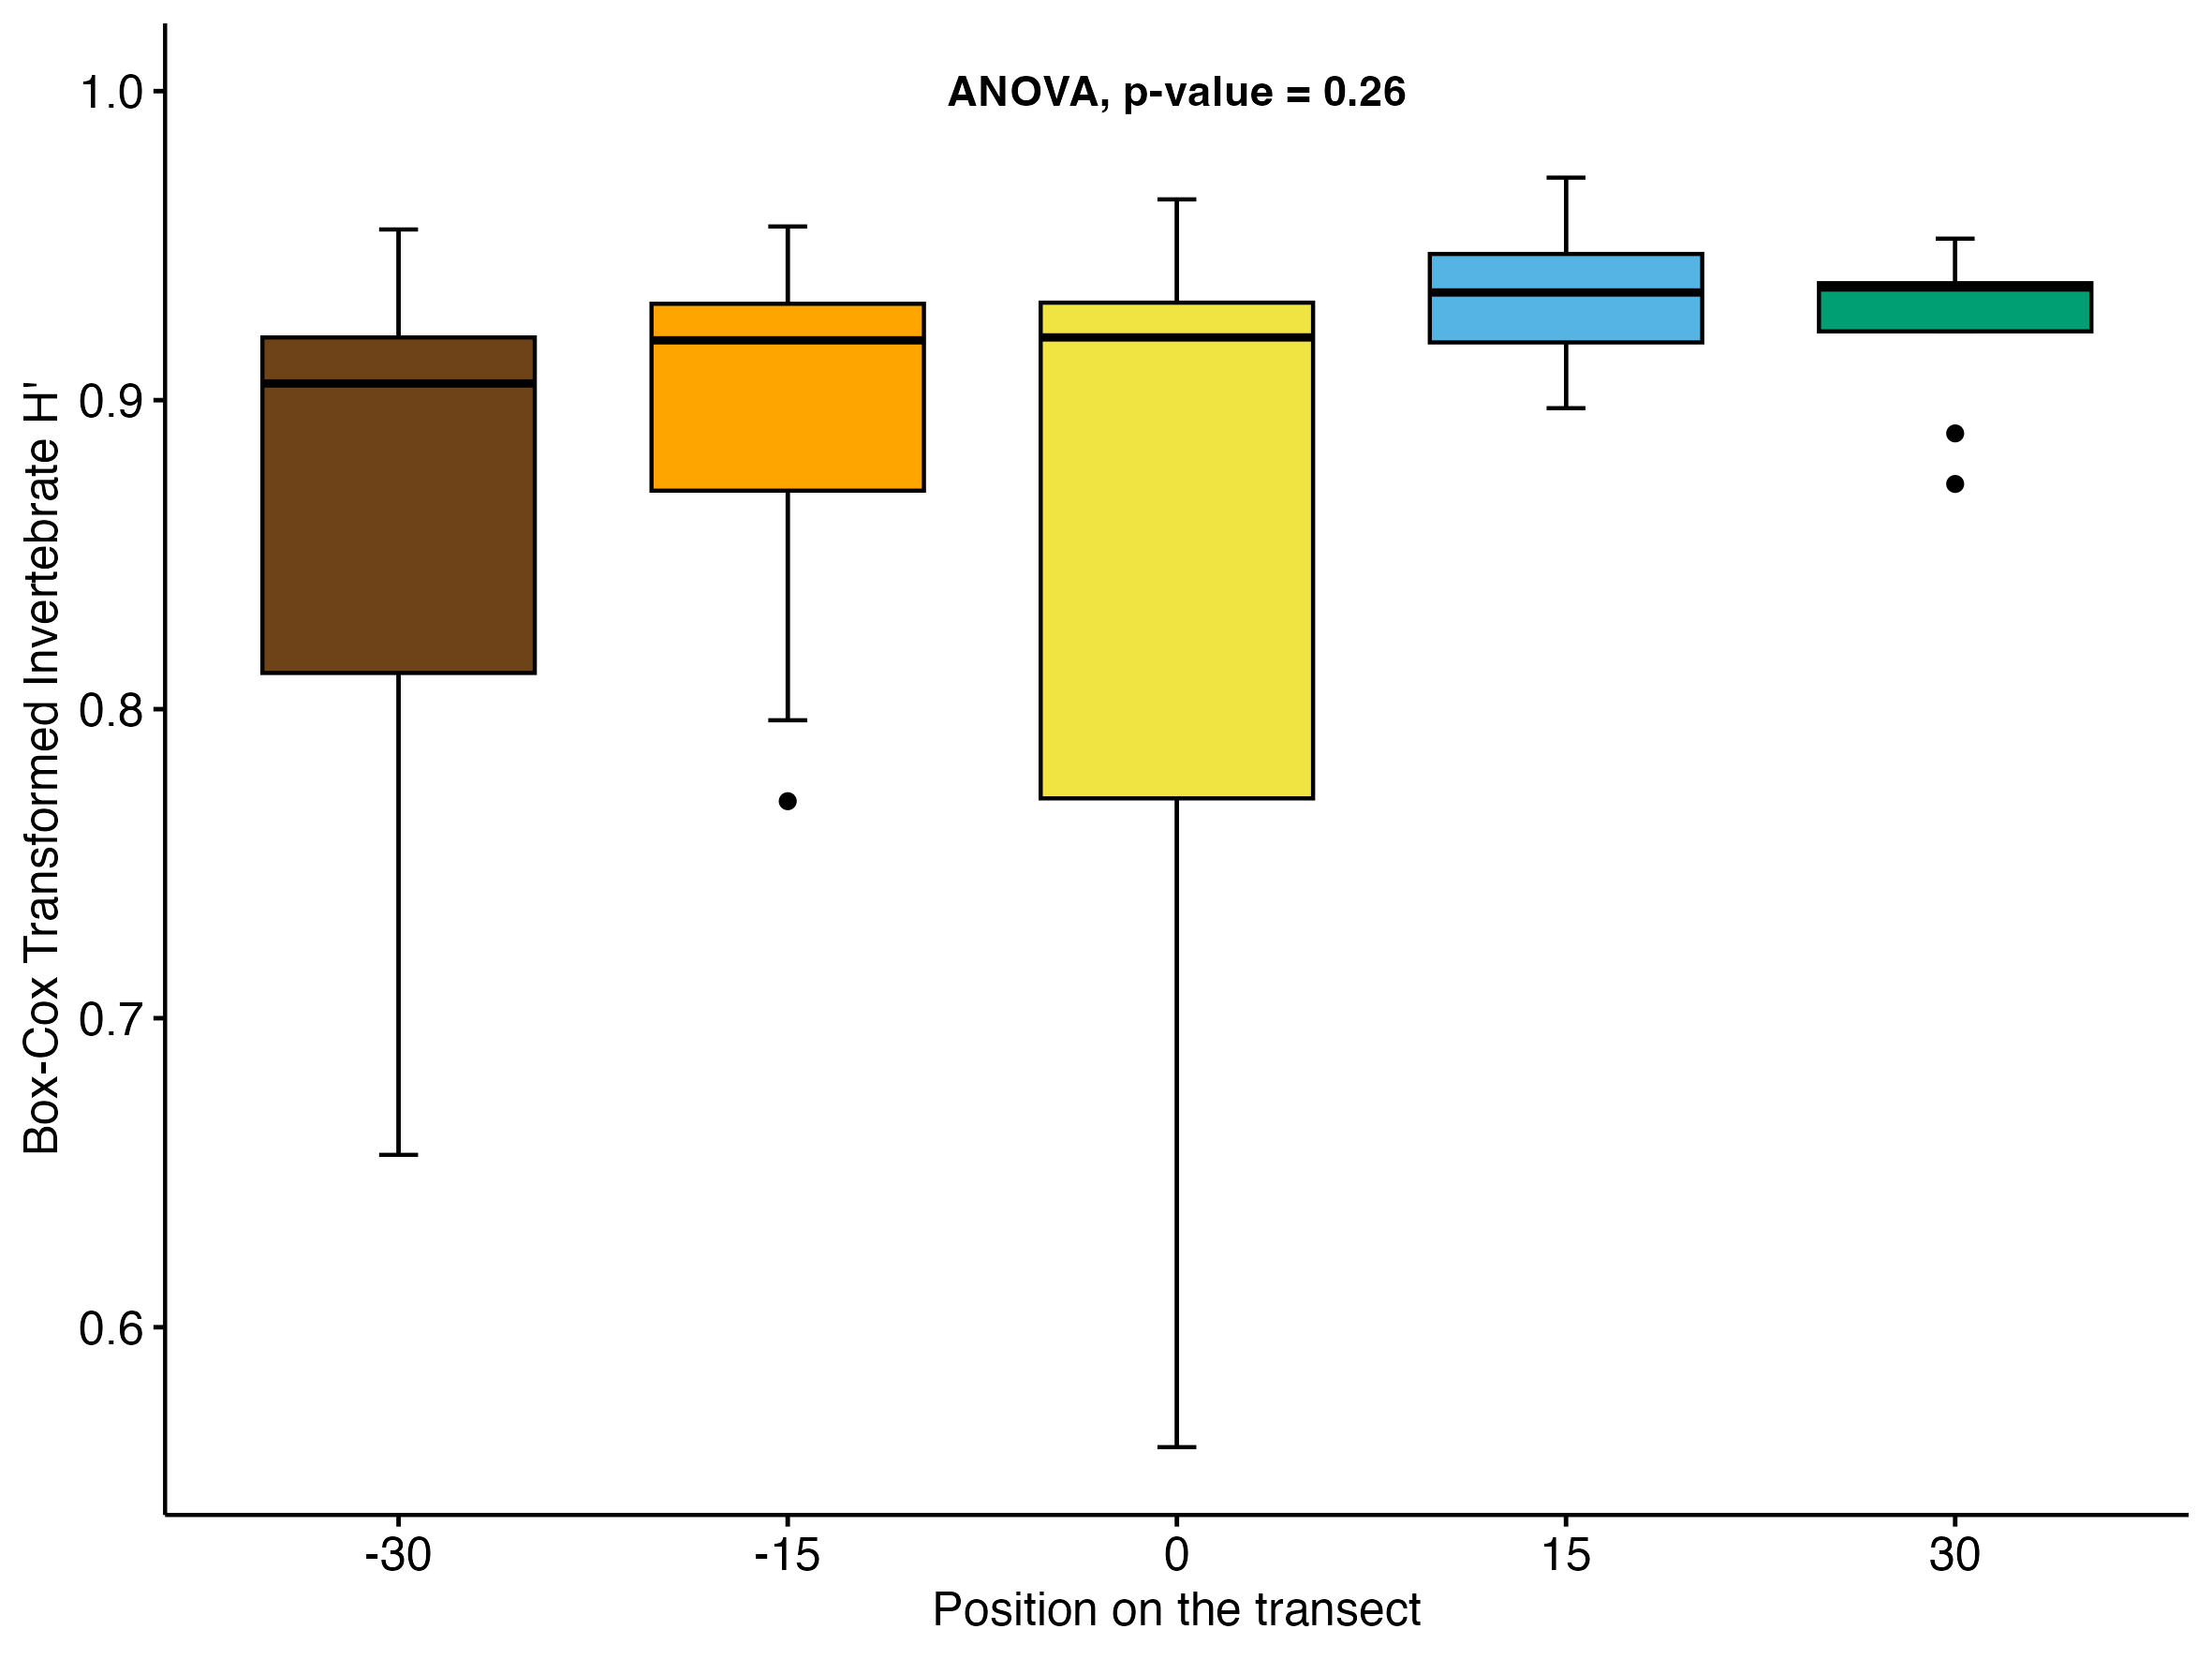 ANOVA, p-value = 0.26
Box-Cox Transformed Invertebrate H'
1.0
0.9
0.8
0.7
0.6
-30 -15 0 15 30
Position on the transect